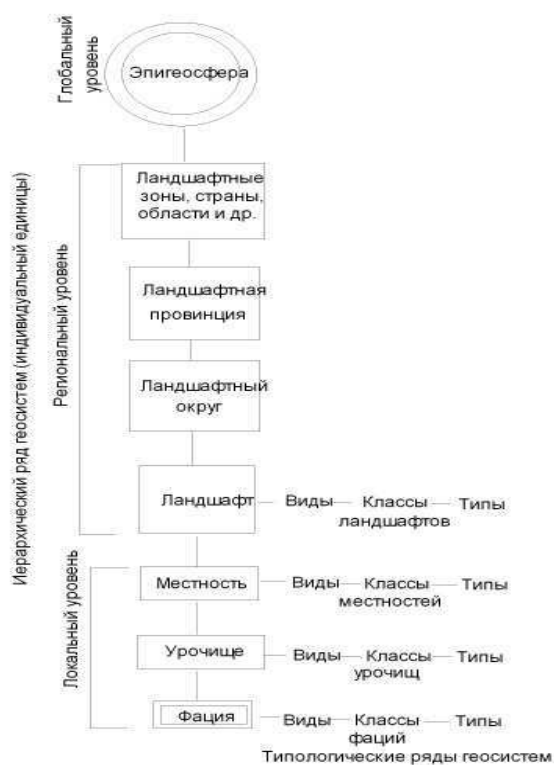 Глобальный
уровень
Эпигеосфера
Иерархический ряд геосистем (индивидуальный единицы)
Региональный уровень
Ландшафтные
зоны, страны,
области и др.
Ландшафтная
провинция
Ландшафтный
округ
Ландшафт Виды Классы Типы
ландшафтов
Локальный уровень
Местность Виды Классы Типы
местностей
Урочище Виды Классы Типы
урочищ
Фация Виды Классы Типы
фаций
Типологические ряды геосистем